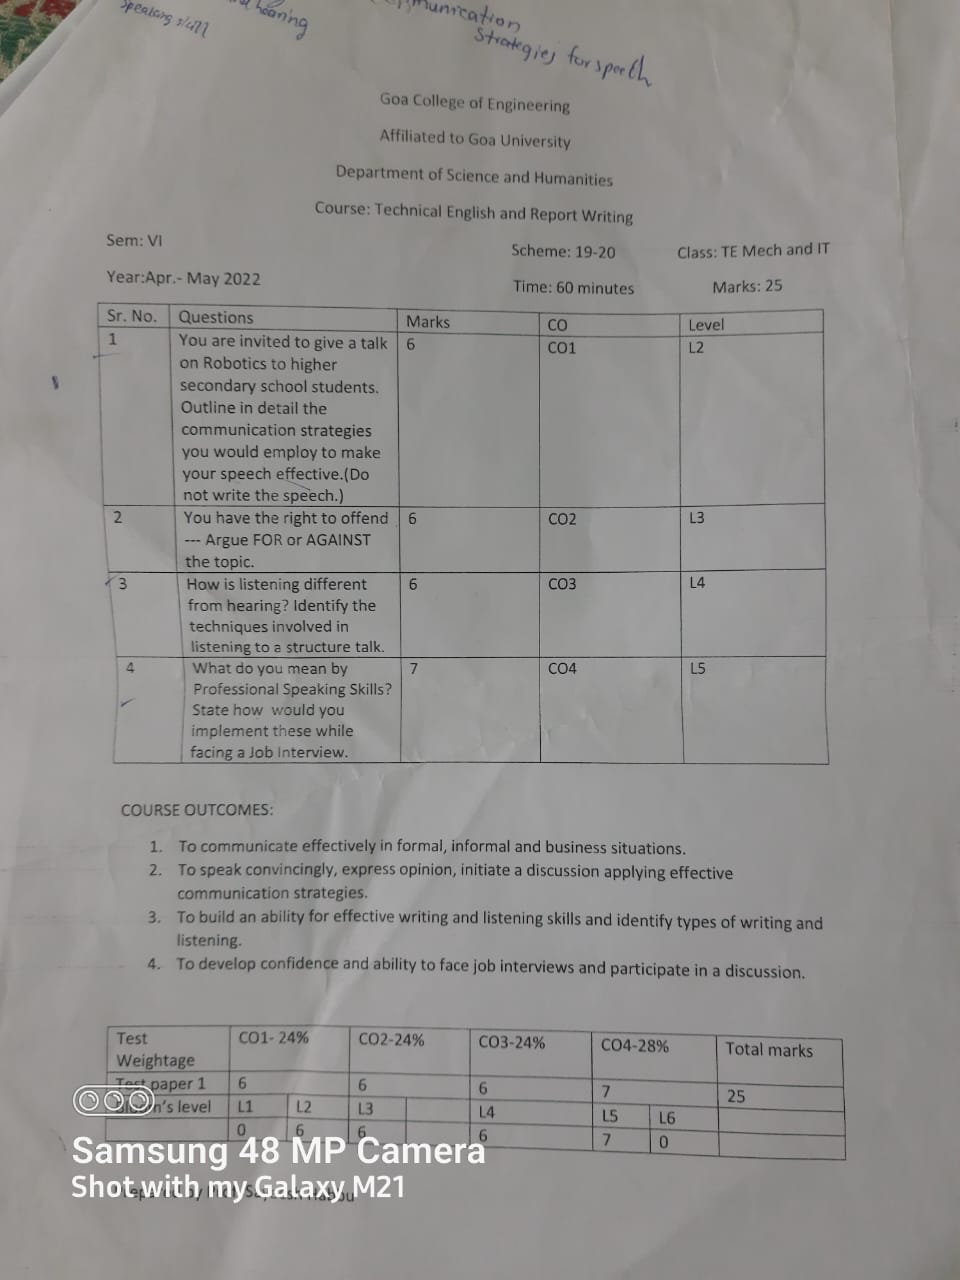 speaking skill
hearing
munication
strategies for speech
Goa College of Engineering
Affiliated to Goa University
Department of Science and Humanities
Course: Technical English and Report Writing
Sem: VI Scheme: 19-20 Class: TE Mech and IT
Year:Apr.- May 2022 Time: 60 minutes Marks: 25
Sr. No. Questions Marks CO Level
1 You are invited to give a talk 6 CO1 L2
on Robotics to higher
secondary school students.
Outline in detail the
communication strategies
you would employ to make
your speech effective.(Do
not write the speech.)
2 You have the right to offend 6 CO2 L3
--- Argue FOR or AGAINST
the topic.
3 How is listening different 6 CO3 L4
from hearing? Identify the
techniques involved in
listening to a structure talk.
4 What do you mean by 7 CO4 L5
Professional Speaking Skills?
State how would you
implement these while
facing a Job Interview.
COURSE OUTCOMES:
1. To communicate effectively in formal, informal and business situations.
2. To speak convincingly, express opinion, initiate a discussion applying effective
communication strategies.
3. To build an ability for effective writing and listening skills and identify types of writing and
listening.
4. To develop confidence and ability to face job interviews and participate in a discussion.
Test CO1- 24% CO2-24% CO3-24% CO4-28% Total marks
Weightage
Test paper 1 6 6 6 7 25
level L1 L2 L3 L4 L5 L6
0 6 6 6 7 0
Samsung 48 MP Camera
Shot with my Galaxy M21